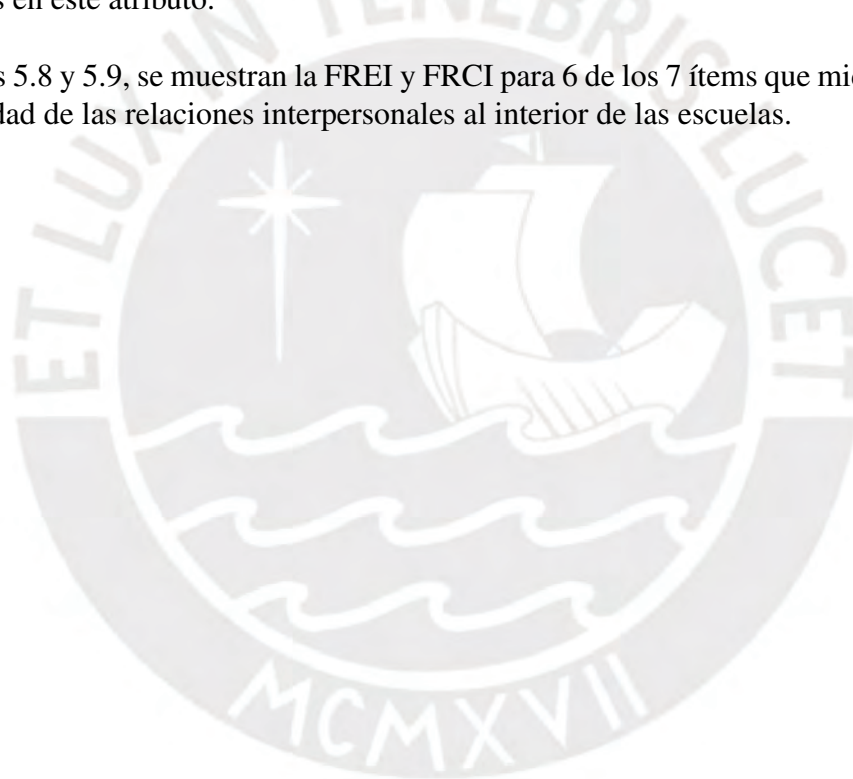 s en este atributo.
s 5.8 y 5.9, se muestran la FREI y FRCI para 6 de los 7 ítems que mi
dad de las relaciones interpersonales al interior de las escuelas.
ET LUX IN TENEBRIS LUCET
MCMXVII